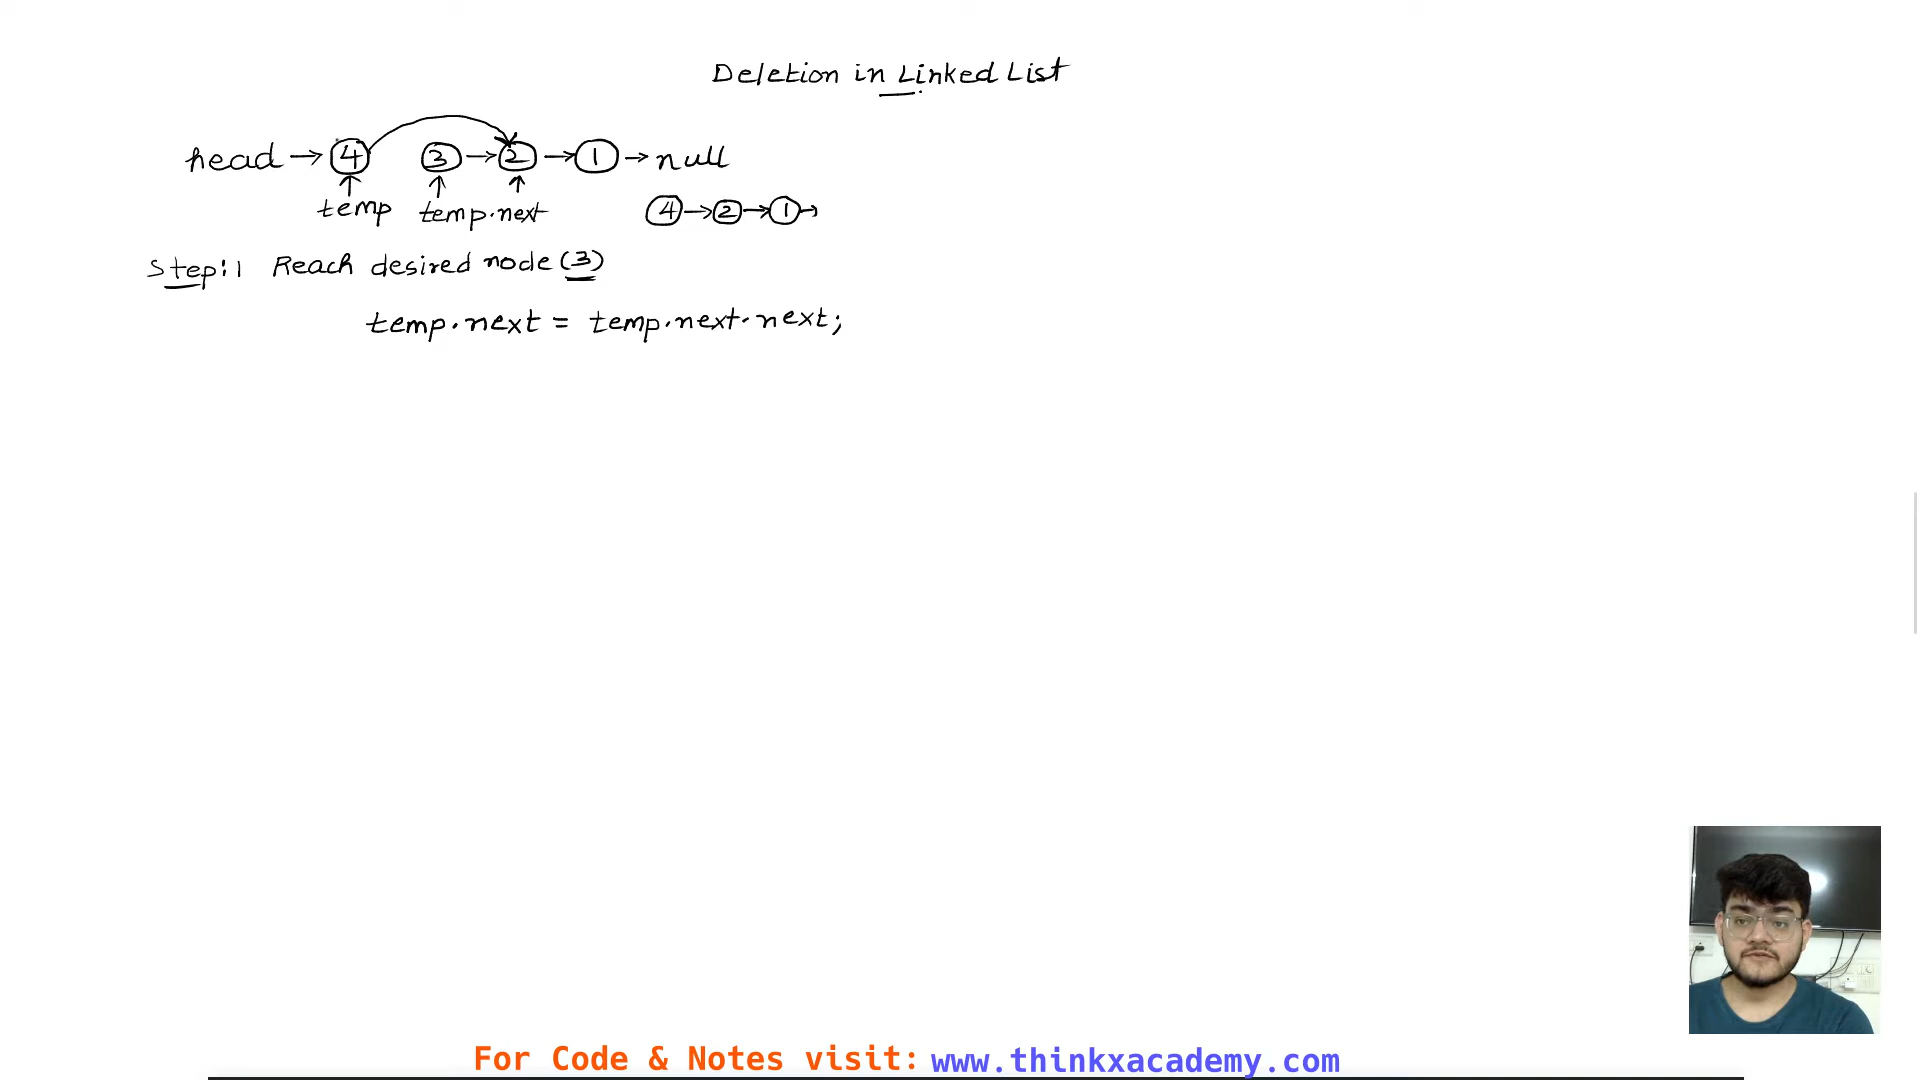 Deletion in Linked List
head → 4 3 → 2 → 1 → null
temp temp.next
4 → 2 → 1 →
Step:1 Reach desired node (3)
temp.next = temp.next.next;
For Code & Notes visit: www.thinkxacademy.com